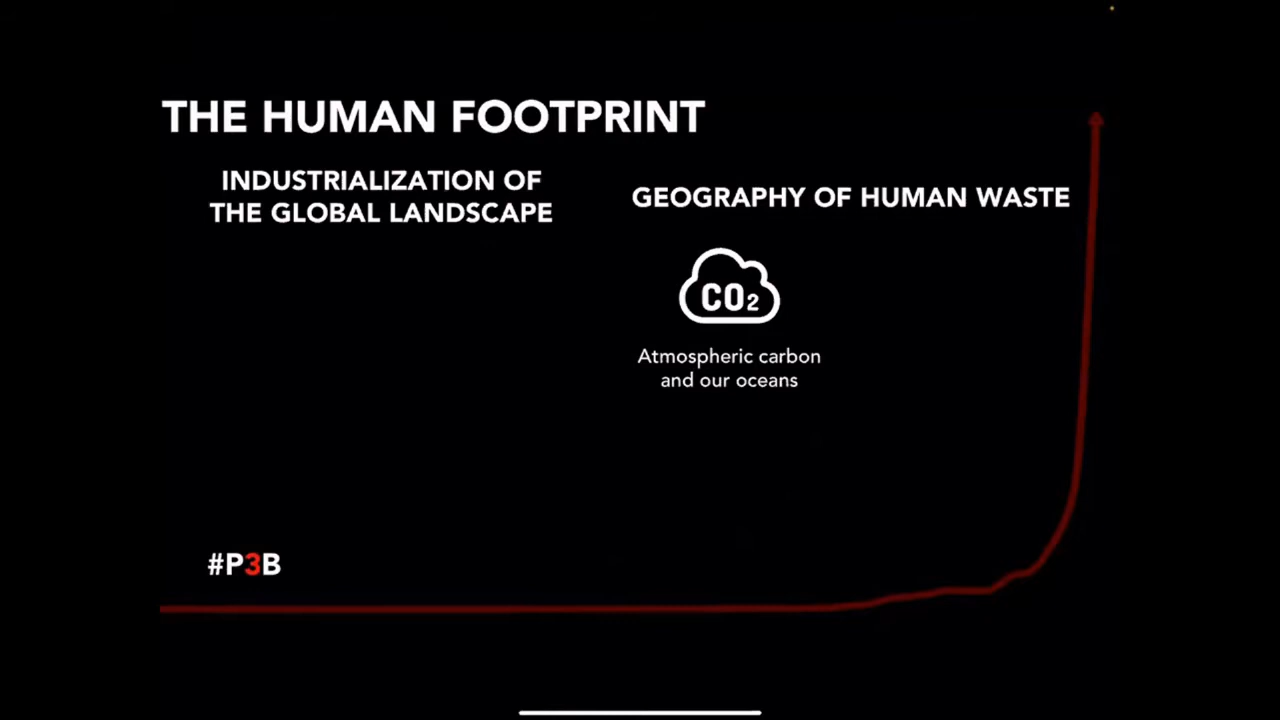 THE HUMAN FOOTPRINT
INDUSTRIALIZATION OF
THE GLOBAL LANDSCAPE
GEOGRAPHY OF HUMAN WASTE
CO₂
Atmospheric carbon
and our oceans
#P3B